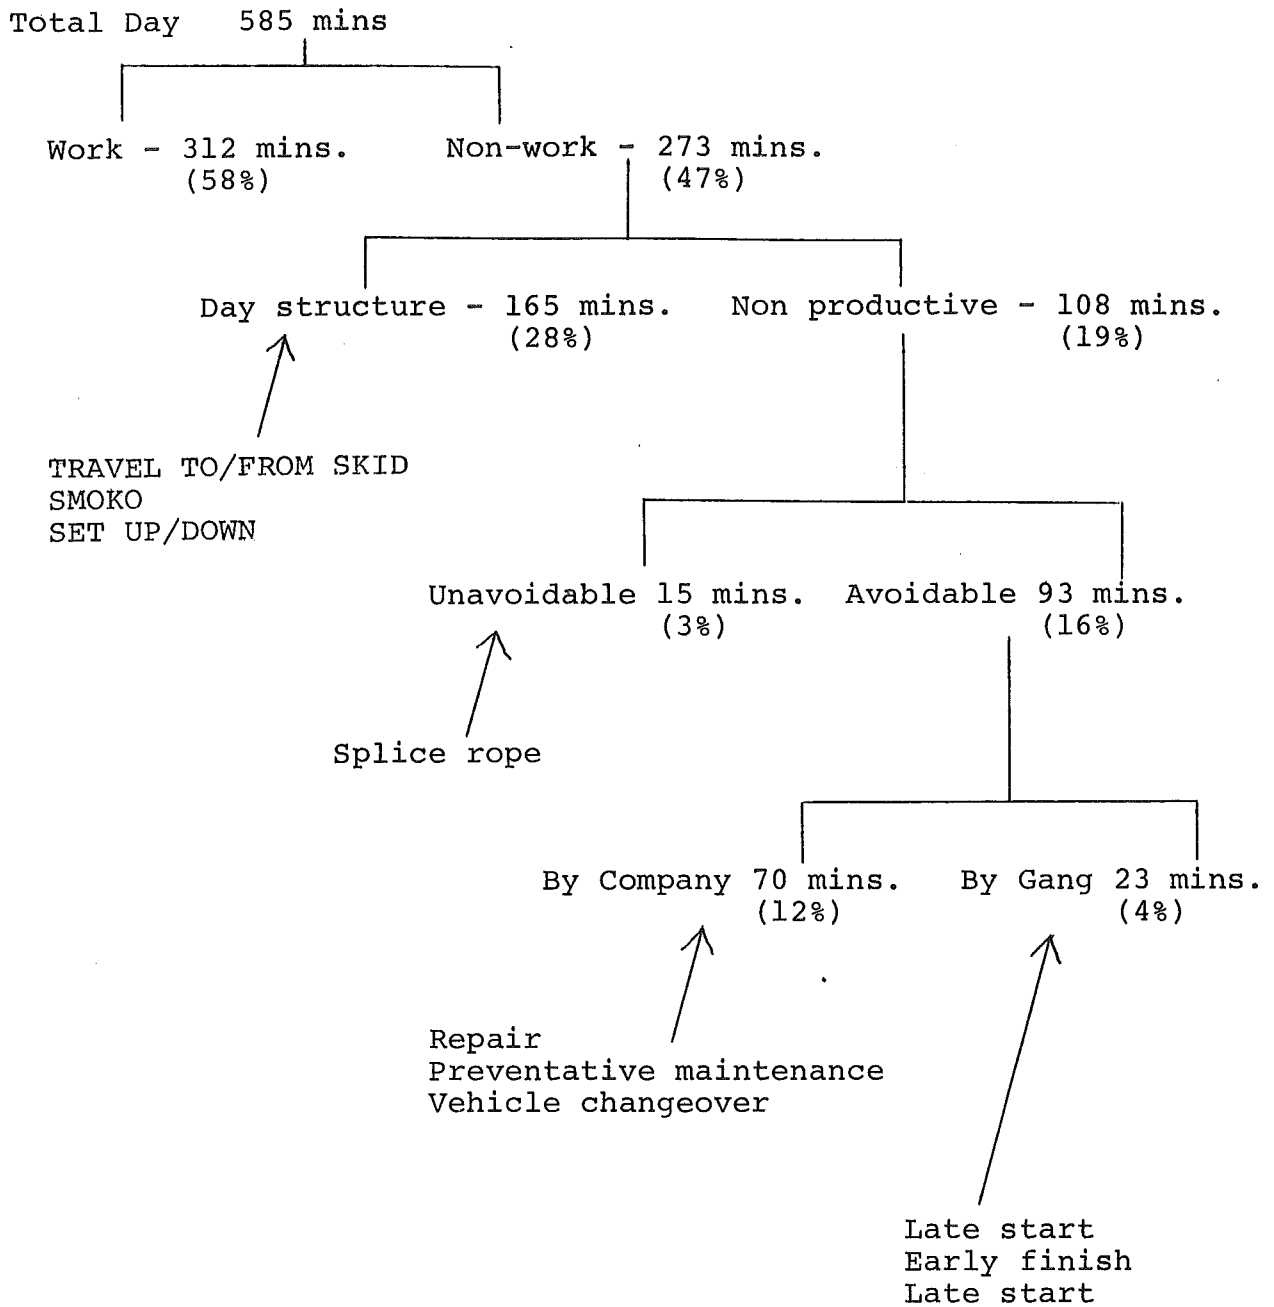 Total Day 585 mins
Work - 312 mins. Non-work - 273 mins.
(58%) (47%)
Day structure - 165 mins. Non productive - 108 mins.
(28%) (19%)
TRAVEL TO/FROM SKID
SMOKO
SET UP/DOWN
Unavoidable 15 mins. Avoidable 93 mins.
(3%) (16%)
Splice rope
By Company 70 mins. By Gang 23 mins.
(12%) (4%)
Repair
Preventative maintenance
Vehicle changeover
Late start
Early finish
Late start